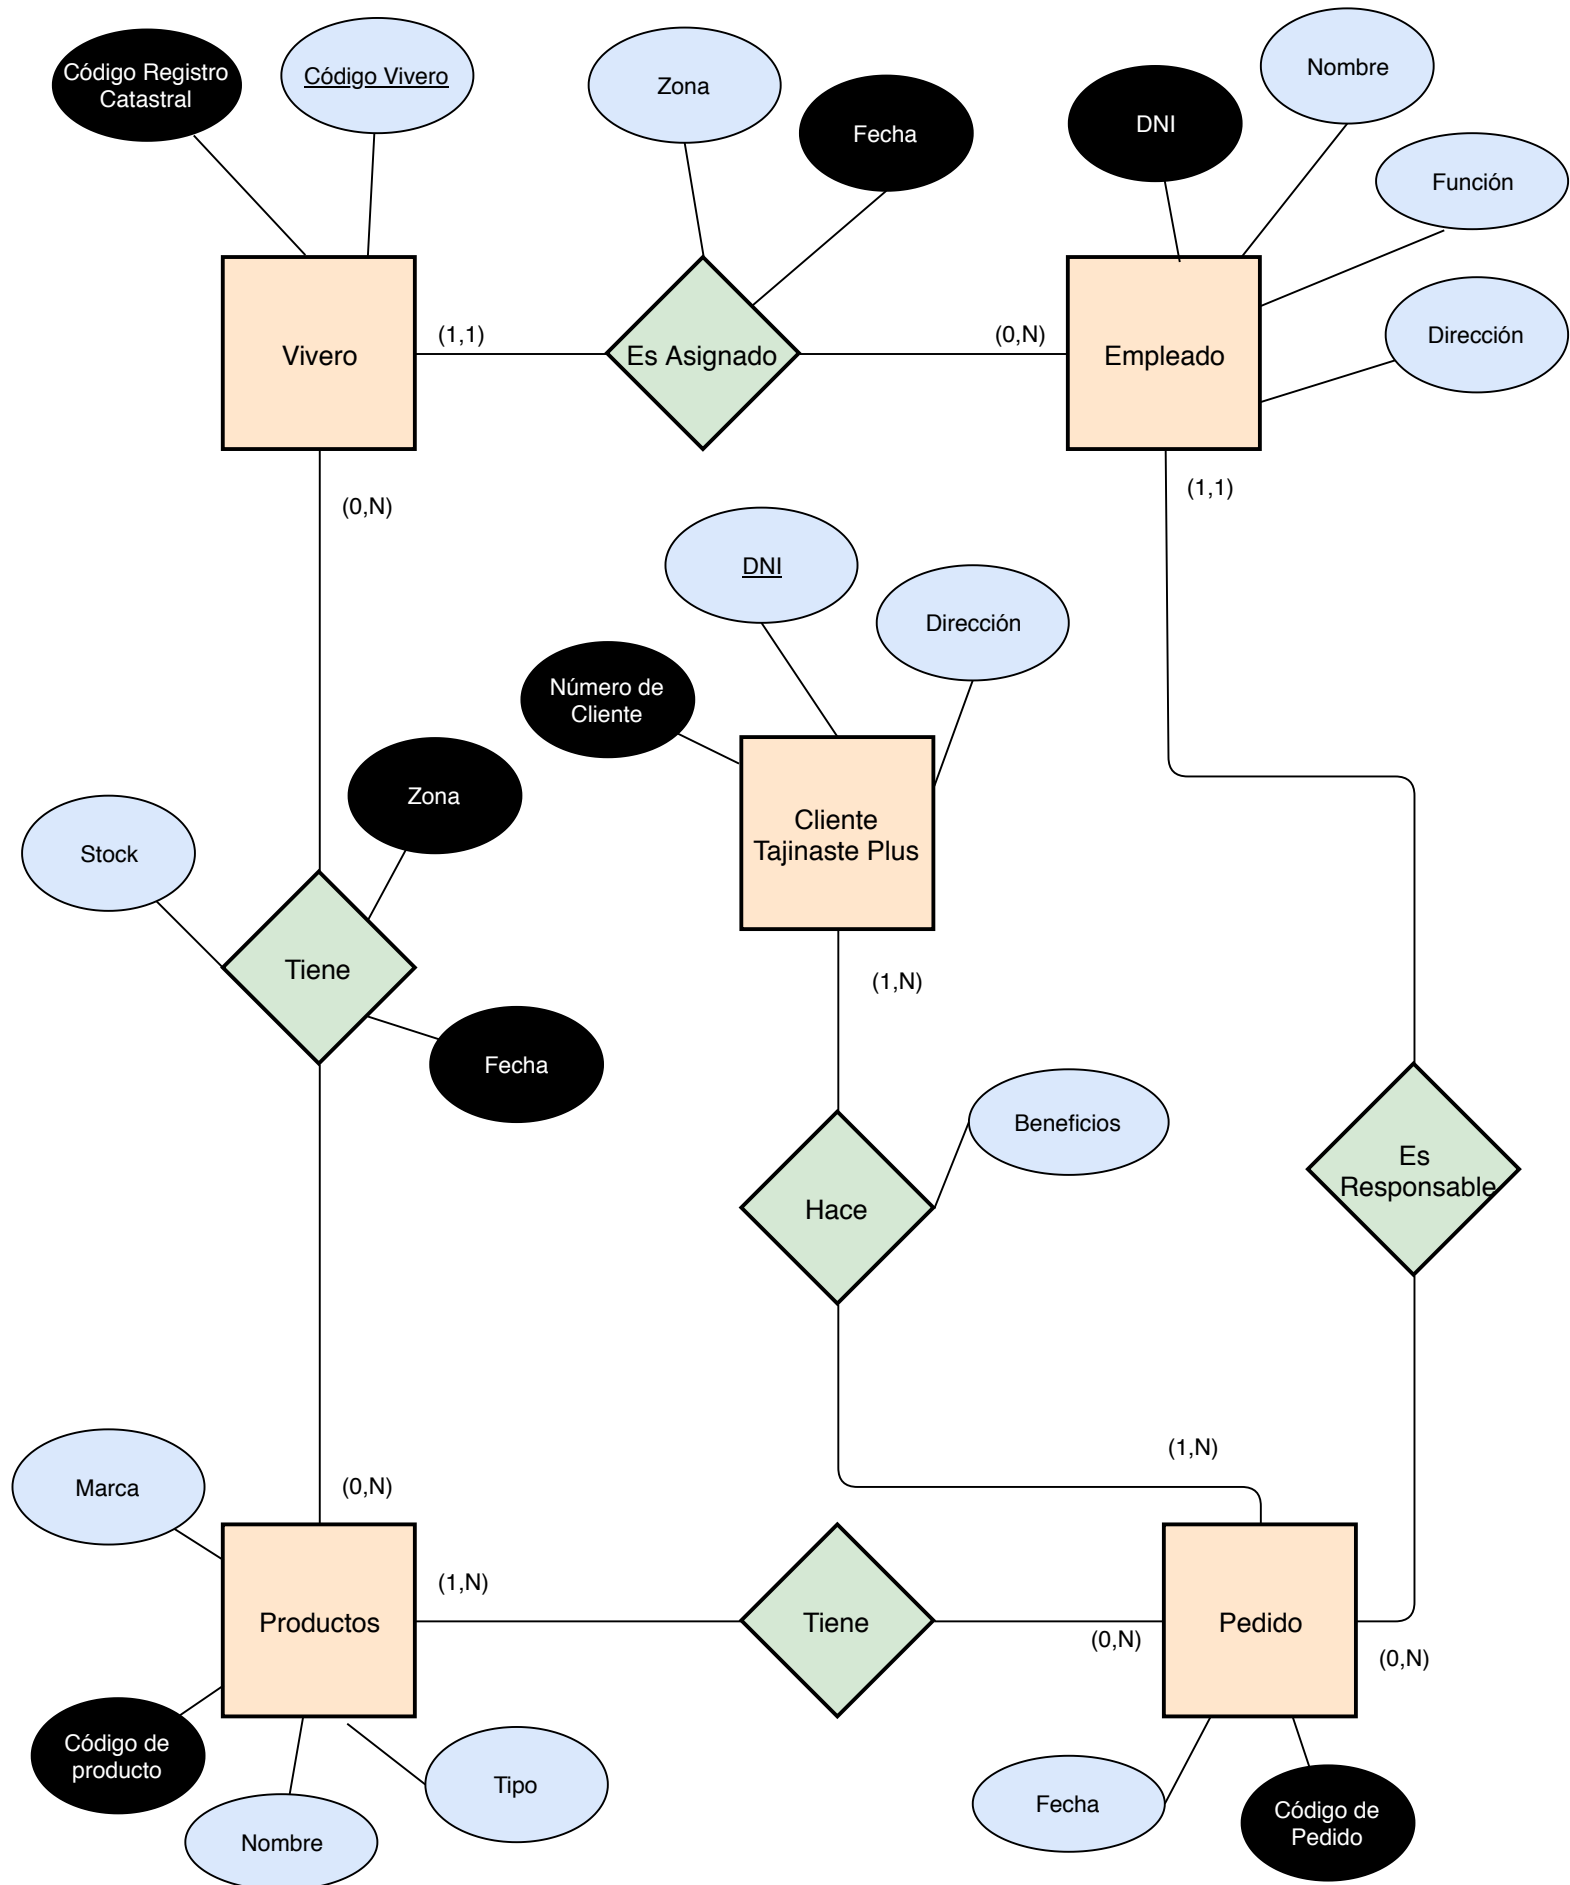 Código Registro
Catastral
Código Vivero
Zona
Fecha
DNI
Nombre
Función
Dirección
Vivero
(1,1)
Es Asignado
(0,N)
Empleado
(0,N)
(1,1)
DNI
Dirección
Número de
Cliente
Cliente
Tajinaste Plus
Zona
Stock
Tiene
Fecha
(1,N)
Beneficios
Hace
Es
Responsable
(1,N)
Marca
(0,N)
Productos
(1,N)
Tiene
(0,N)
Pedido
(0,N)
Código de
producto
Nombre
Tipo
Fecha
Código de
Pedido